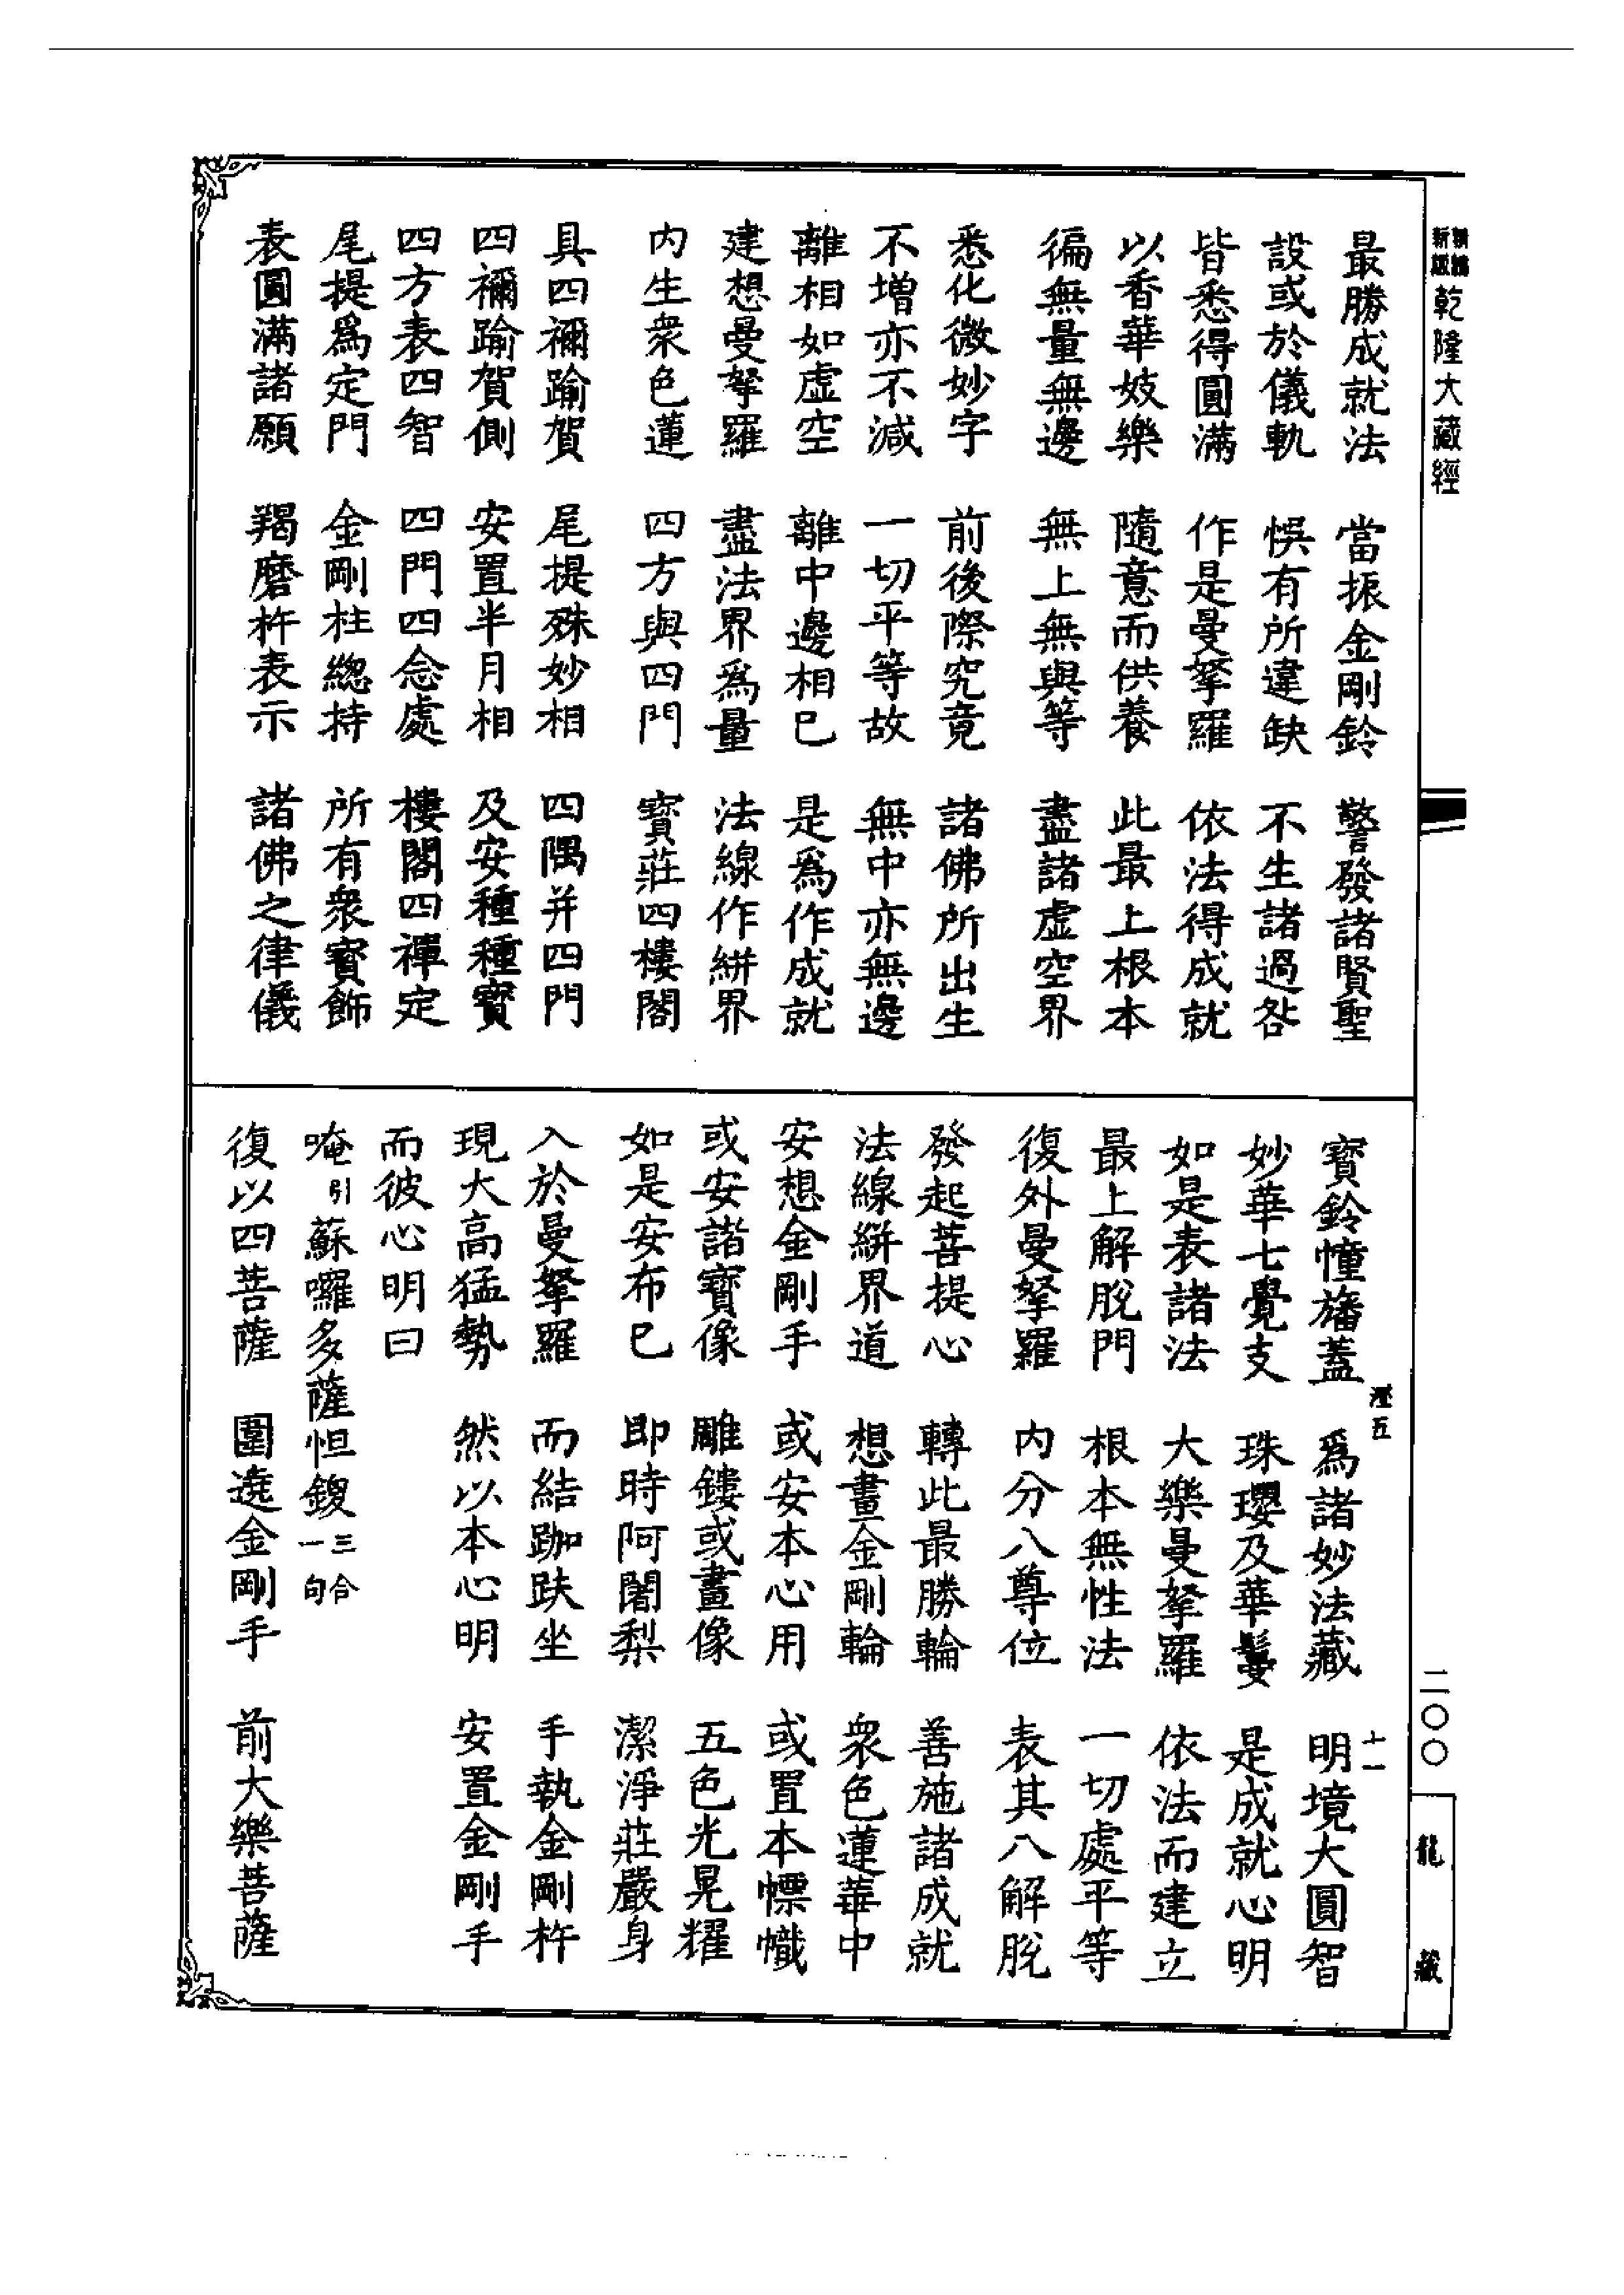 新編
新版
乾隆大藏經
最勝成就法　當振金剛鈴　警發諸賢聖
設或於儀軌　悞有所違缺　不生諸過咎
皆悉得圓滿　作是曼拏羅　依法得成就
以香華妓樂　隨意而供養　此最上根本
徧無量無邊　無上無與等　盡諸虛空界
悉化微妙字　前後際究竟　諸佛所出生
不增亦不減　一切平等故　無中亦無邊
離相如虛空　離中邊相已　是爲作成就
建想曼拏羅　盡法界爲量　法線作絣界
內生衆色蓮　四方與四門　寶莊四樓閣
具四禰踰賀　尾提殊妙相　四隅并四門
四禰踰賀側　安置半月相　及安種種寶
四方表四智　四門四念處　樓閣四禪定
尾提爲定門　金剛柱緫持　所有衆寳飾
表圓滿諸願　羯磨杵表示　諸佛之律儀
寳鈴幢旛蓋　爲諸妙法藏　明境大圓智
妙華七覺支　珠瓔及華鬘　是成就心明
如是表諸法　大樂曼拏羅　依法而建立
最上解脫門　根本無性法　一切處平等
復外曼拏羅　內分八尊位　表其八解脫
發起菩提心　轉此最勝輪　善施諸成就
法線絣界道　想畫金剛輪　衆色蓮華中
安想金剛手　或安本心用　或置本幖幟
或安諸寶像　雕鏤或畫像　五色光晃耀
如是安布已　即時阿闍梨　潔淨莊嚴身
入於曼拏羅　而結跏趺坐　手執金剛杵
現大高猛勢　然以本心明　安置金剛手
而彼心明曰
唵引蘇囉多薩怛鑁三合一句
復以四菩薩　圍遶金剛手　前大樂菩薩
五
十一
二〇〇
龍藏